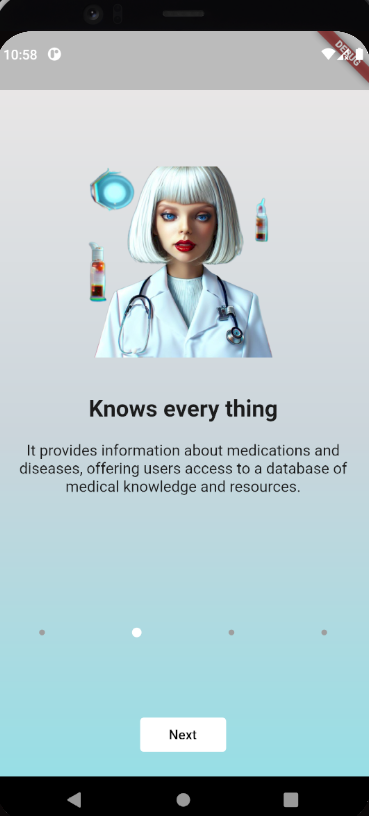 10:58
DEBUG
Knows every thing
It provides information about medications and
diseases, offering users access to a database of
medical knowledge and resources.
Next